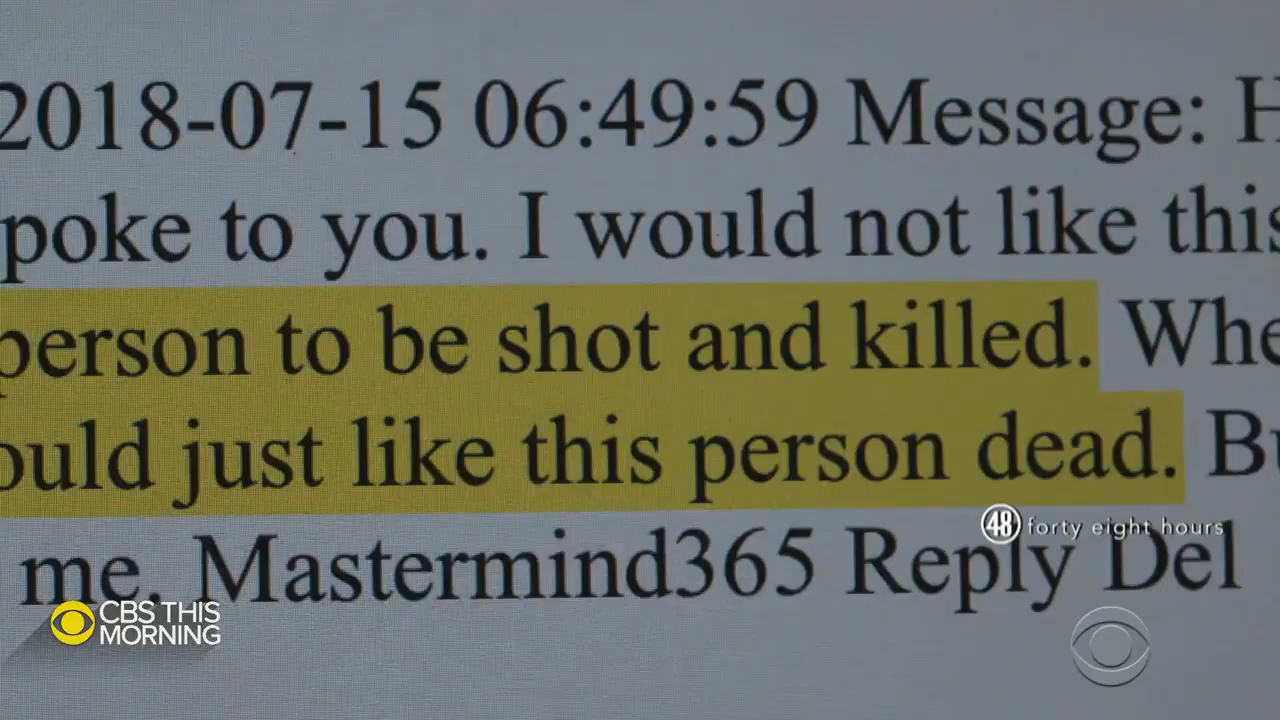 2018-07-15 06:49:59 Message: H
poke to you. I would not like this
person to be shot and killed. Whe
ould just like this person dead. Bu
48 forty eight hours
me. Mastermind365 Reply Del
CBS THIS
MORNING